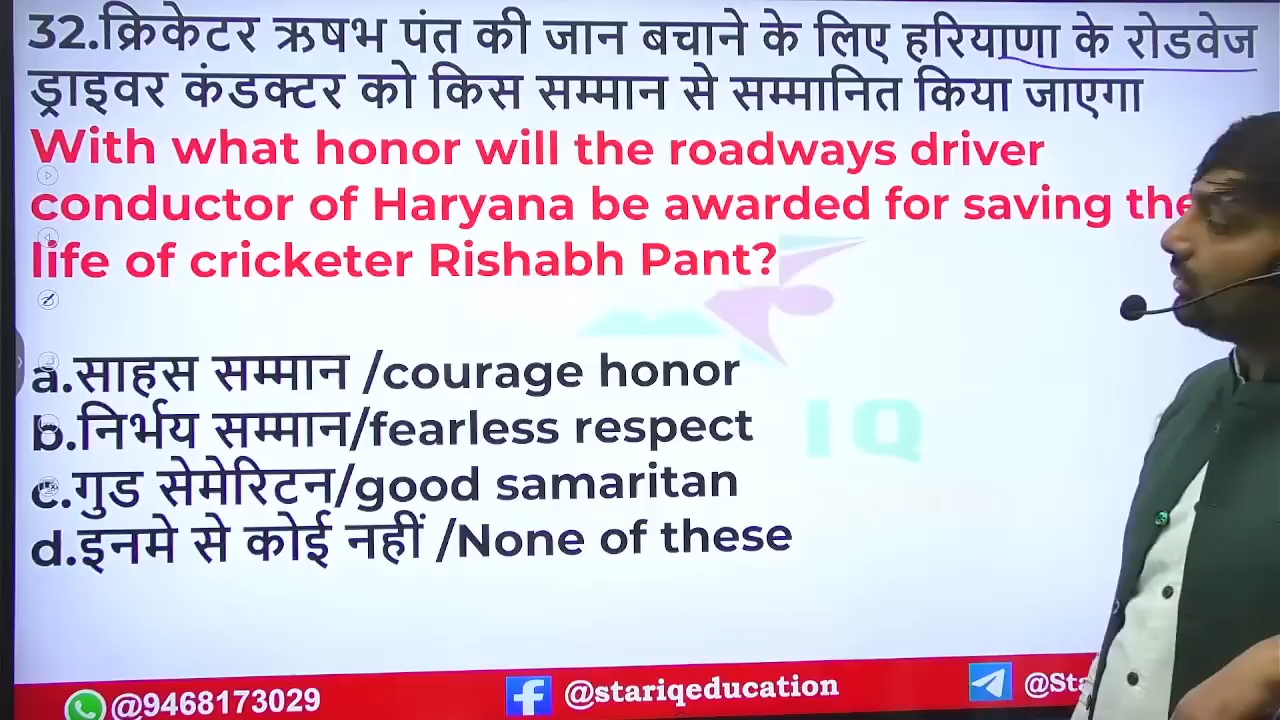 32.क्रिकेटर ऋषभ पंत की जान बचाने के लिए हरियाणा के रोडवेज
ड्राइवर कंडक्टर को किस सम्मान से सम्मानित किया जाएगा
With what honor will the roadways driver
conductor of Haryana be awarded for saving the
life of cricketer Rishabh Pant?
IQ
a.साहस सम्मान /courage honor
b.निर्भय सम्मान/fearless respect
c.गुड सेमेरिटन/good samaritan
d.इनमे से कोई नहीं /None of these
@9468173029
@stariqeducation
@Sta